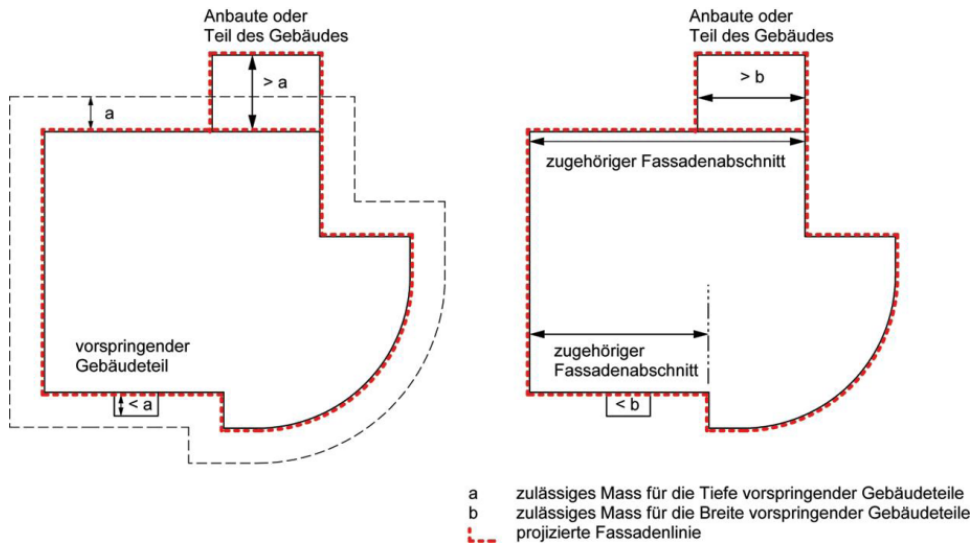 Anbaute oder
Teil des Gebäudes
> a
a
vorspringender
Gebäudeteil
< a
Anbaute oder
Teil des Gebäudes
> b
zugehöriger Fassadenabschnitt
zugehöriger
Fassadenabschnitt
< b
a zulässiges Mass für die Tiefe vorspringender Gebäudeteile
b zulässiges Mass für die Breite vorspringender Gebäudeteile
projizierte Fassadenlinie